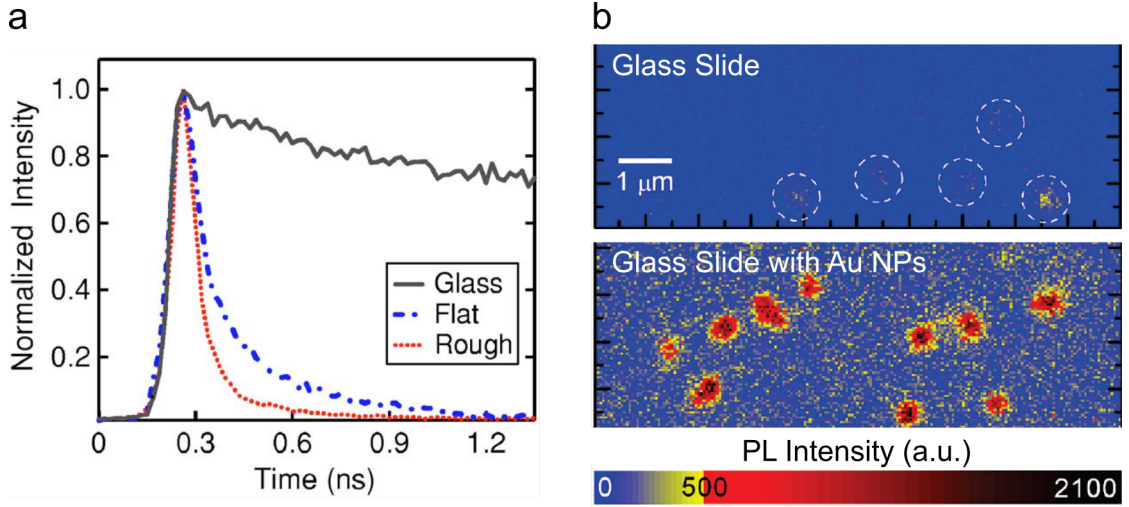 a
Normalized Intensity
1.0
0.8
0.6
0.4
0.2
0
0.3
0.6
0.9
1.2
Time (ns)
Glass
Flat
Rough
b
Glass Slide
1 μm
Glass Slide with Au NPs
PL Intensity (a.u.)
0 500 2100